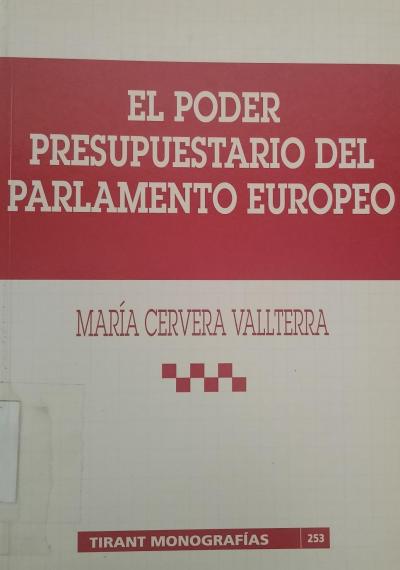 EL PODER
PRESUPUESTARIO DEL
PARLAMENTO EUROPEO
MARÍA CERVERA VALLTERRA
TIRANT MONOGRAFÍAS 253